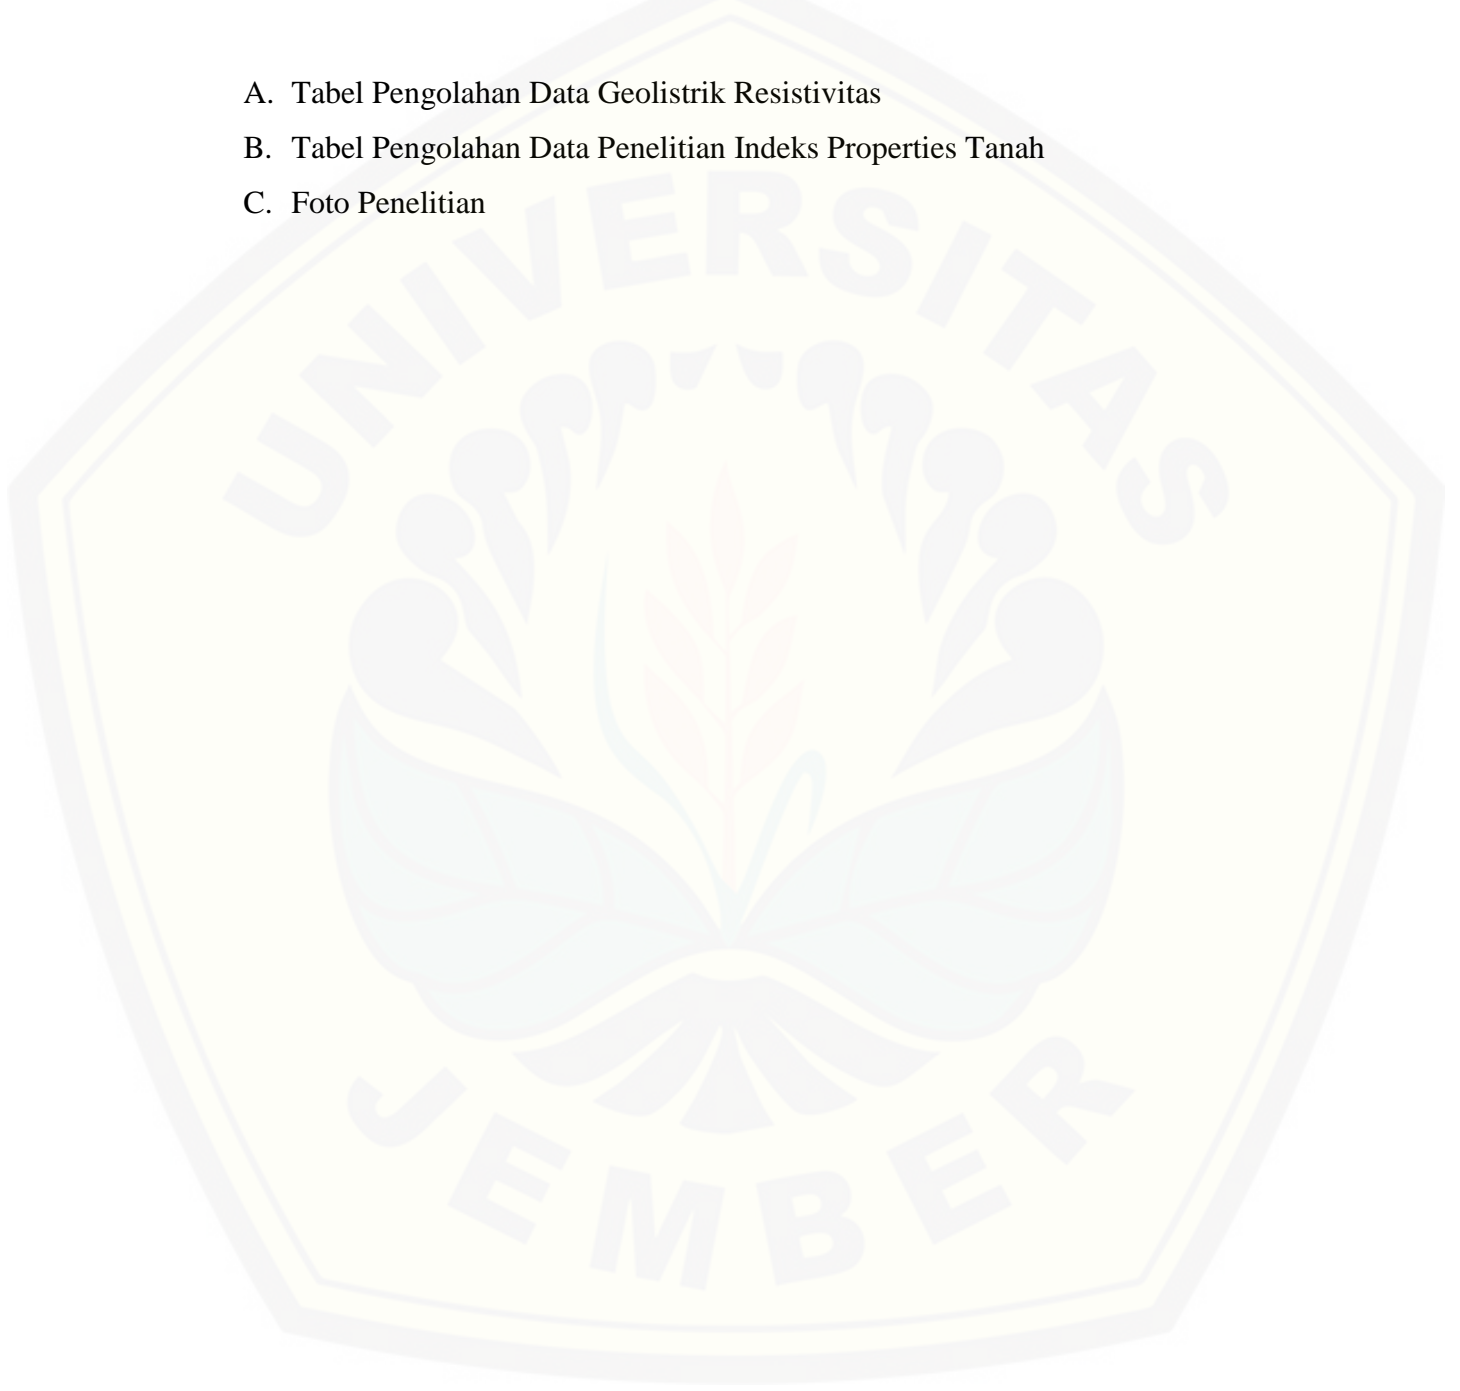 A. Tabel Pengolahan Data Geolistrik Resistivitas
B. Tabel Pengolahan Data Penelitian Indeks Properties Tanah
C. Foto Penelitian
UNIVERSITAS
JEMBER